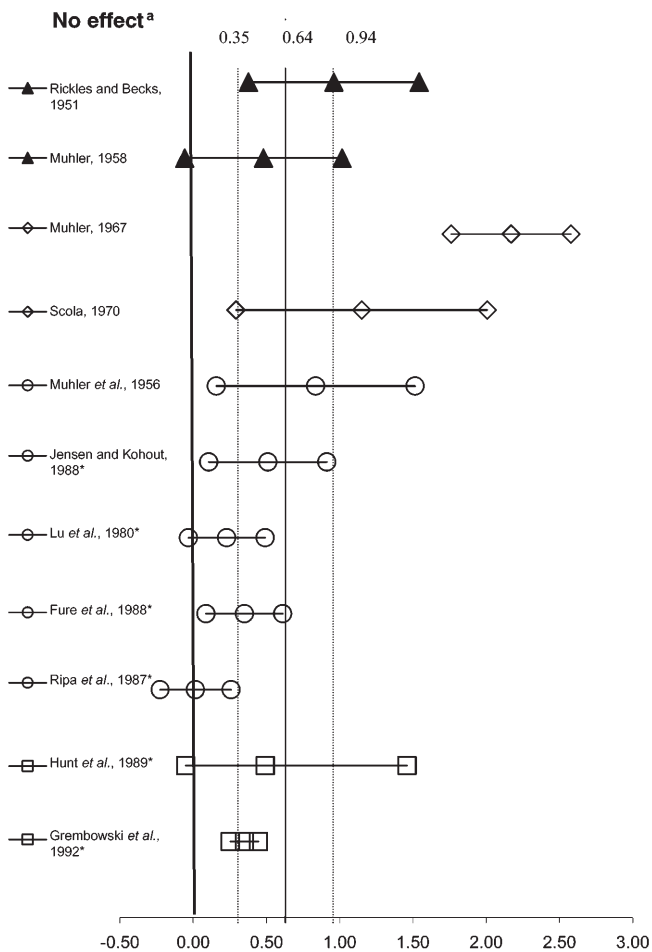 No effect a
0.35 0.64 0.94
Rickles and Becks,
1951
Muhler, 1958
Muhler, 1967
Scola, 1970
Muhler et al., 1956
Jensen and Kohout,
1988*
Lu et al., 1980*
Fure et al., 1988*
Ripa et al., 1987*
Hunt et al., 1989*
Grembowski et al.,
1992*
-0.50 0.00 0.50 1.00 1.50 2.00 2.50 3.00